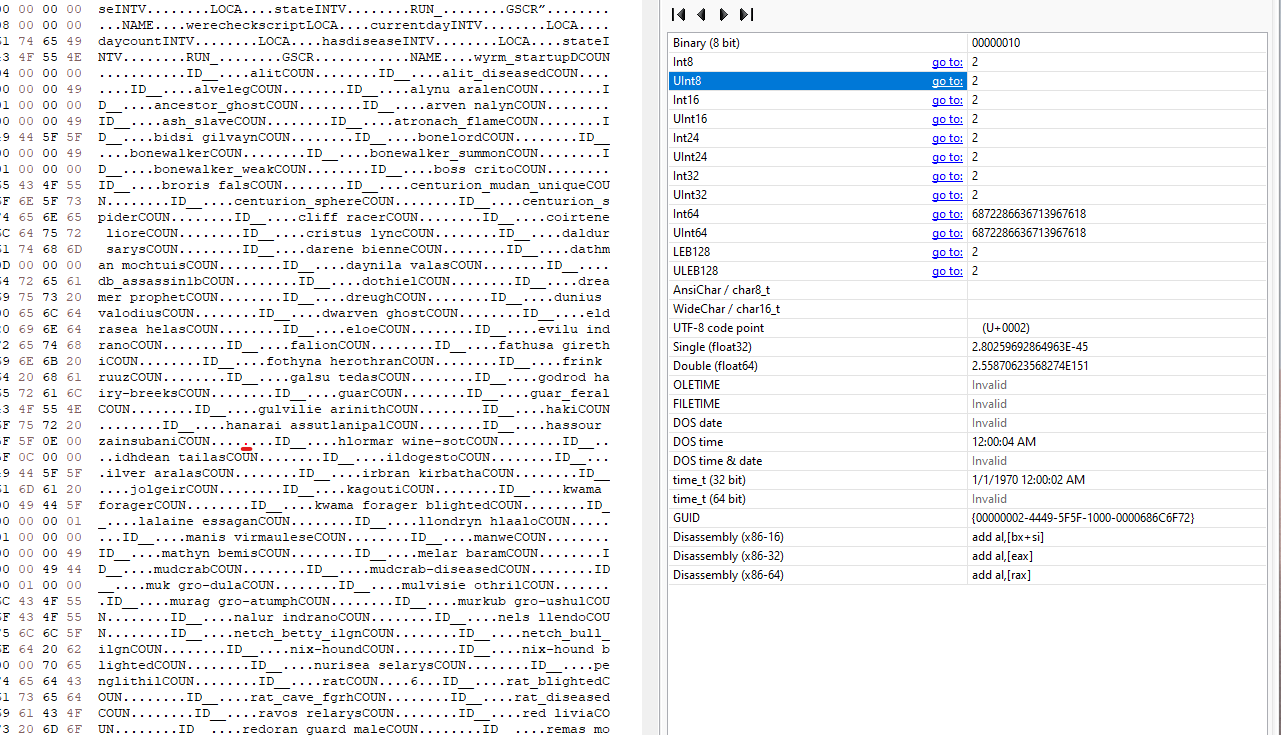 00 00 00 seINTV........LOCA....stateINTV........RUN_........GSCR”........
00 00 00 ...NAME....werecheckscriptLOCA....currentdayINTV........LOCA....
74 65 49 daycountINTV........LOCA....hasdiseaseINTV........LOCA....stateI
4F 55 4E NTV........RUN_........GSCR............NAME....wyrm_startupDCOUN
00 00 00 ...........ID__....alitCOUN........ID__....alit_diseasedCOUN....
00 00 49 ....ID__....alvelegCOUN........ID__....alynu aralenCOUN........I
00 00 00 D__....ancestor_ghostCOUN........ID__....arven nalynCOUN........
00 00 49 ID__....ash_slaveCOUN........ID__....atronach_flameCOUN........I
44 5F 5F D__....bidsi gilvaynCOUN........ID__....bonelordCOUN........ID__
00 00 49 ....bonewalkerCOUN........ID__....bonewalker_summonCOUN........I
00 00 00 D__....bonewalker_weakCOUN........ID__....boss critoCOUN........
43 4F 55 ID__....broris falsCOUN........ID__....centurion_mudan_uniqueCOU
6E 5F 73 N........ID__....centurion_sphereCOUN........ID__....centurion_s
65 6E 65 piderCOUN........ID__....cliff racerCOUN........ID__....coirtene
64 75 72 lioreCOUN........ID__....cristus lyncCOUN........ID__....daldur
74 68 6D sarysCOUN........ID__....darene bienneCOUN........ID__....dathm
00 00 00 an mochtuisCOUN........ID__....daynila valasCOUN........ID__....
72 65 61 db_assassin1bCOUN........ID__....dothielCOUN........ID__....drea
75 73 20 mer prophetCOUN........ID__....dreughCOUN........ID__....dunius
65 6C 64 valodiusCOUN........ID__....dwarven ghostCOUN........ID__....eld
69 6E 64 rasea helasCOUN........ID__....eloeCOUN........ID__....evilu ind
65 74 68 ranoCOUN........ID__....falionCOUN........ID__....fathusa girethi
6E 6B 20 iCOUN........ID__....fothyna herothranCOUN........ID__....frink
20 68 61 ruuzCOUN........ID__....galsu tedasCOUN........ID__....godrod ha
72 61 6C iry-breeksCOUN........ID__....guarCOUN........ID__....guar_feral
4F 55 4E COUN........ID__....gulvilie arinithCOUN........ID__....hakiCOUN
75 72 20 ........ID__....hanarai assutlanipalCOUN........ID__....hassour
5F 0E 00 zainsubaniCOUN........ID__....hlormar wine-sotCOUN........ID__..
0C 00 00 ..idhdean tailasCOUN........ID__....ildogestoCOUN........ID__...
44 5F 5F .ilver aralasCOUN........ID__....irbran kirbathaCOUN........ID__
6D 61 20 ....jolgeirCOUN........ID__....kagoutiCOUN........ID__....kwama
49 44 5F foragerCOUN........ID__....kwama forager blightedCOUN........ID_
00 00 01 _....lalaine essaganCOUN........ID__....llondryn hlaaloCOUN.....
00 00 00 ...ID__....manis virmauleseCOUN........ID__....manweCOUN........
00 00 49 ID__....mathyn bemisCOUN........ID__....melar baramCOUN........I
00 49 44 D__....mudcrabCOUN........ID__....mudcrab-diseasedCOUN........ID
01 00 00 __....muk gro-dulaCOUN........ID__....mulvisie othrilCOUN.......
43 4F 55 .ID__....murag gro-atumphCOUN........ID__....murkub gro-ushulCOU
43 4F 55 N........ID__....nalur indranoCOUN........ID__....nels llendoCOU
6C 6C 5F N........ID__....netch_betty_ilgnCOUN........ID__....netch_bull_
64 20 62 ilgnCOUN........ID__....nix-houndCOUN........ID__....nix-hound b
00 70 65 lightedCOUN........ID__....nurisea selarysCOUN........ID__....pe
65 64 43 nglithilCOUN........ID__....ratCOUN....6...ID__....rat_blightedC
73 65 64 OUN........ID__....rat_cave_fgrhCOUN........ID__....rat_diseased
61 43 4F COUN........ID__....ravos relarysCOUN........ID__....red liviaCO
20 6D 6F UN........ID__....redoran guard maleCOUN........ID__....remas mo
Binary (8 bit) 00000010
Int8 go to: 2
UInt8 go to: 2
Int16 go to: 2
UInt16 go to: 2
Int24 go to: 2
UInt24 go to: 2
Int32 go to: 2
UInt32 go to: 2
Int64 go to: 6872286636713967618
UInt64 go to: 6872286636713967618
LEB128 go to: 2
ULEB128 go to: 2
AnsiChar / char8_t
WideChar / char16_t
UTF-8 code point (U+0002)
Single (float32) 2.80259692864963E-45
Double (float64) 2.55870623568274E151
OLETIME Invalid
FILETIME Invalid
DOS date Invalid
DOS time 12:00:04 AM
DOS time & date Invalid
time_t (32 bit) 1/1/1970 12:00:02 AM
time_t (64 bit) Invalid
GUID {00000002-4449-5F5F-1000-0000686C6F72}
Disassembly (x86-16) add al,[bx+si]
Disassembly (x86-32) add al,[eax]
Disassembly (x86-64) add al,[rax]